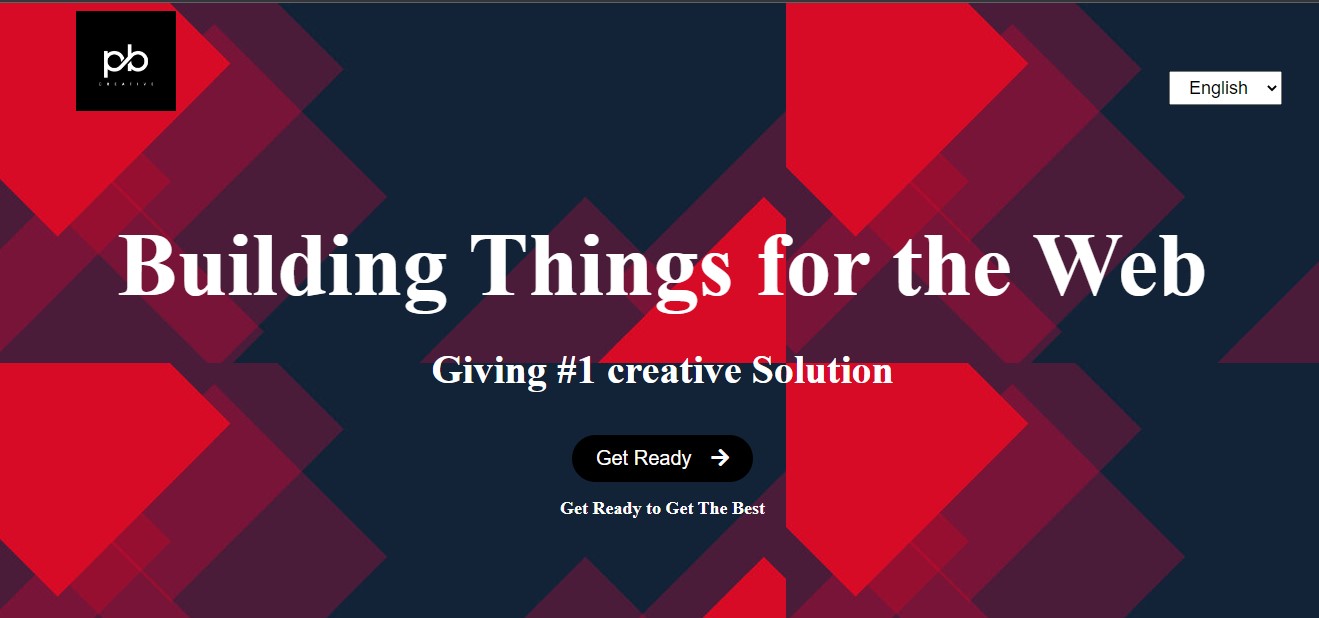 pb
CREATIVE
English
Building Things for the Web
Giving #1 creative Solution
Get Ready
Get Ready to Get The Best